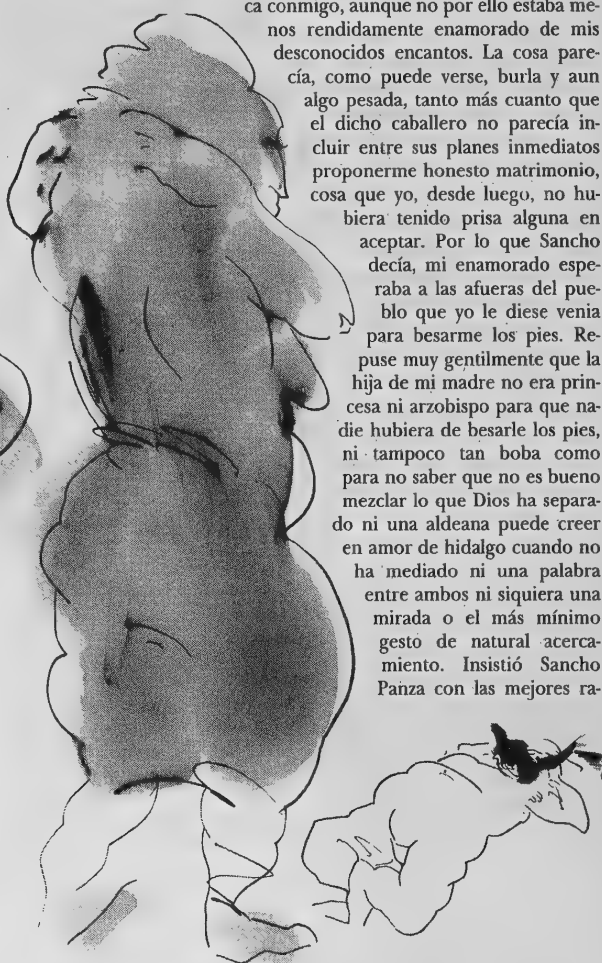 ca conmigo, aunque no por ello estaba me-
nos rendidamente enamorado de mis
desconocidos encantos. La cosa pare-
cía, como puede verse, burla y aun
algo pesada, tanto más cuanto que
el dicho caballero no parecía in-
cluir entre sus planes inmediatos
proponerme honesto matrimonio,
cosa que yo, desde luego, no hu-
biera tenido prisa alguna en
aceptar. Por lo que Sancho
decía, mi enamorado espe-
raba a las afueras del pue-
blo que yo le diese venia
para besarme los pies. Re-
puse muy gentilmente que la
hija de mi madre no era prin-
cesa ni arzobispo para que na-
die hubiera de besarle los pies,
ni tampoco tan boba como
para no saber que no es bueno
mezclar lo que Dios ha separa-
do ni una aldeana puede creer
en amor de hidalgo cuando no
ha mediado ni una palabra
entre ambos ni siquiera una
mirada o el más mínimo
gesto de natural acerca-
miento. Insistió Sancho
Panza con las mejores ra-